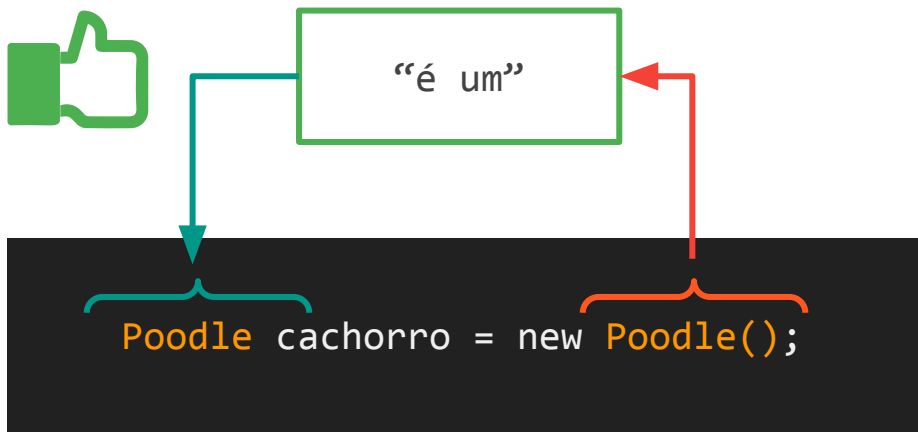 “é um”
Poodle cachorro = new Poodle();